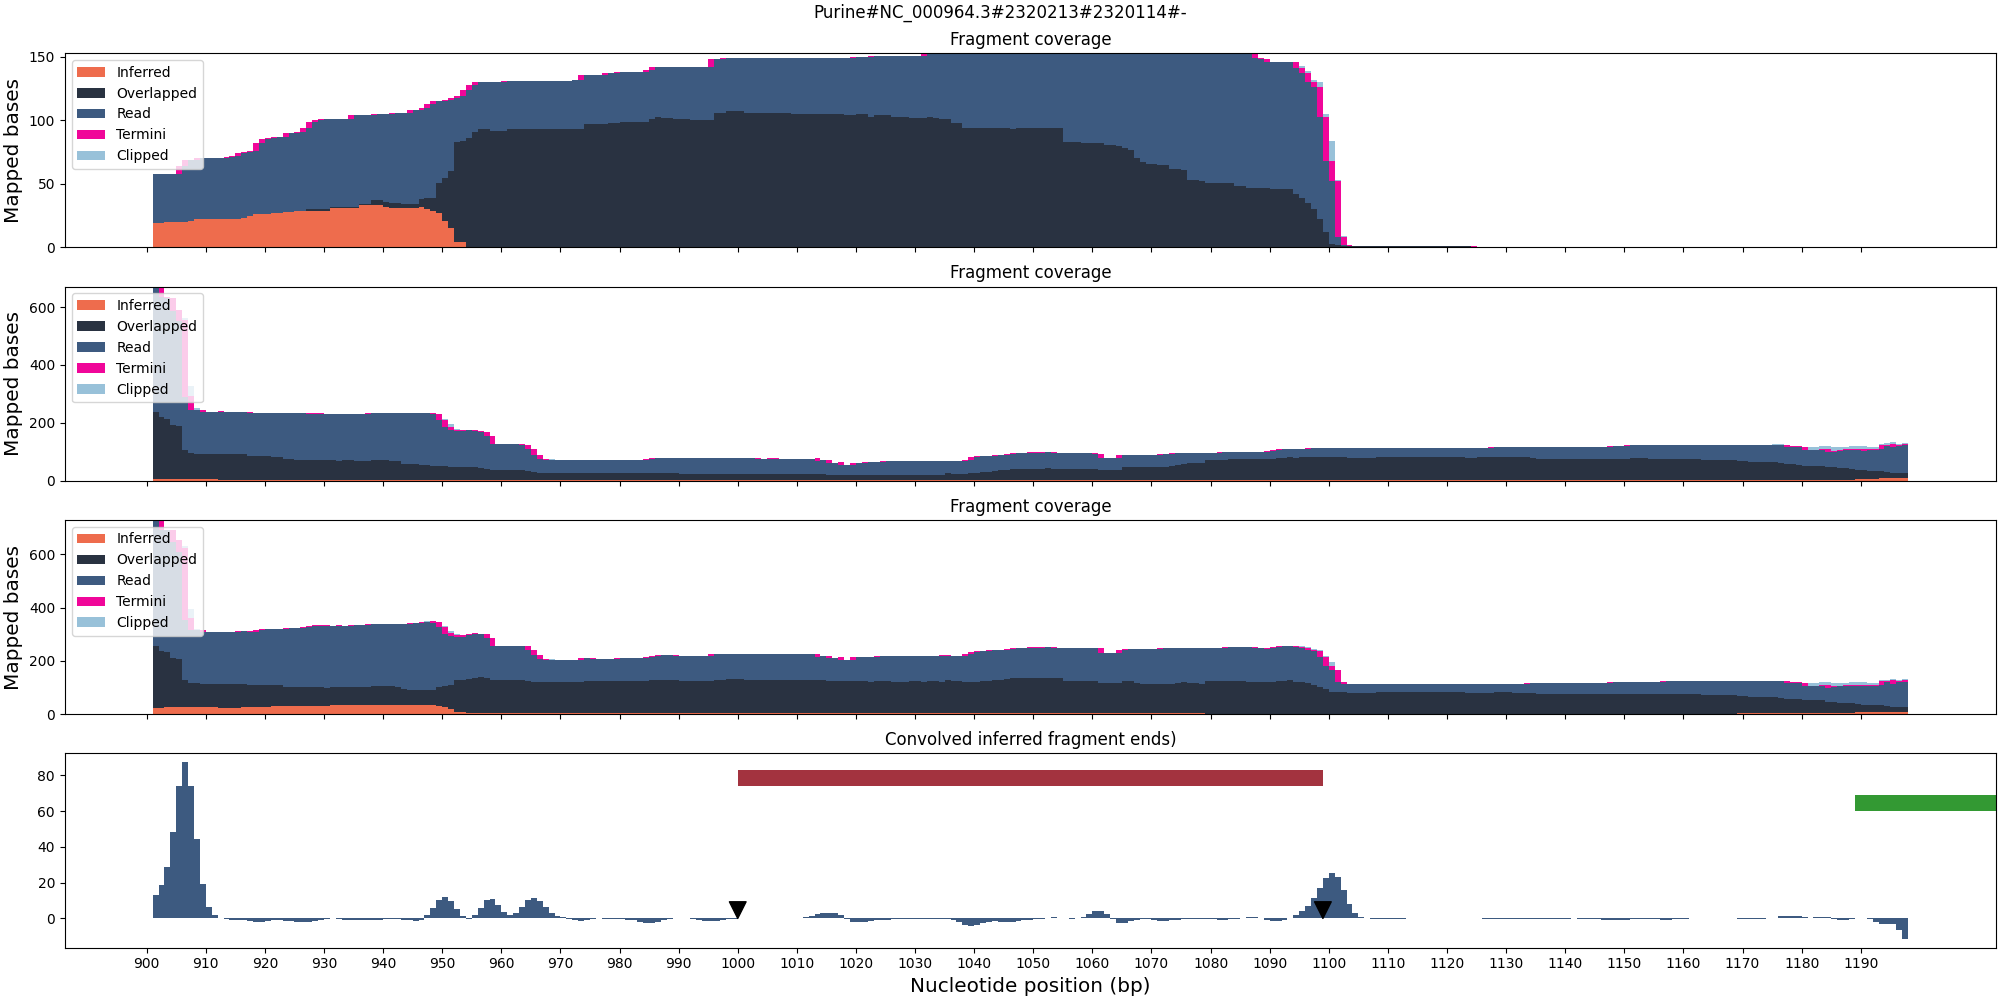 Purine#NC_000964.3#2320213#2320114#-
Fragment coverage
Mapped bases
150
100
50
0
Inferred
Overlapped
Read
Termini
Clipped
Fragment coverage
Mapped bases
600
400
200
0
Inferred
Overlapped
Read
Termini
Clipped
Fragment coverage
Mapped bases
600
400
200
0
Inferred
Overlapped
Read
Termini
Clipped
Convolved inferred fragment ends)
80
60
40
20
0
900 910 920 930 940 950 960 970 980 990 1000 1010 1020 1030 1040 1050 1060 1070 1080 1090 1100 1110 1120 1130 1140 1150 1160 1170 1180 1190
Nucleotide position (bp)